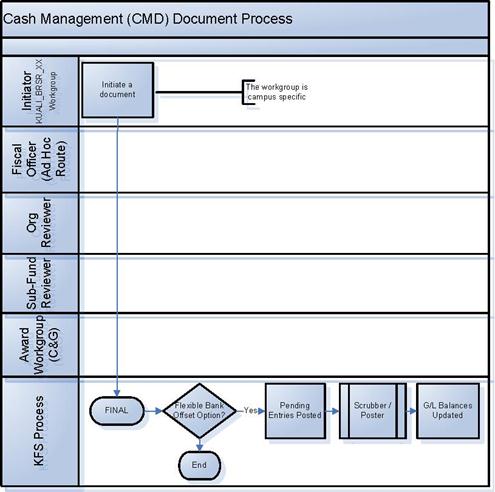 Cash Management (CMD) Document Process
Initiator
KUALI_BRSR_XX
Workgroup
Initiate a
document
The workgroup is
campus specific
Fiscal
Officer
(Ad Hoc
Route)
Org
Reviewer
Sub-Fund
Reviewer
Award
Workgroup
(C&G)
KFS Process
FINAL
Flexible Bank
Offset Option?
Yes
Pending
Entries Posted
Scrubber /
Poster
G/L Balances
Updated
End